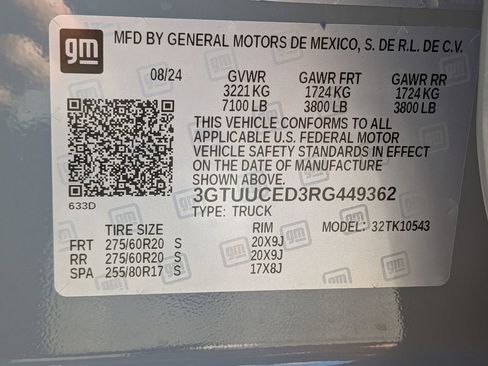 gm MFD BY GENERAL MOTORS DE MEXICO, S. DE R.L. DE C.V.
08/24 GVWR GAWR FRT GAWR RR
3221 KG 1724 KG 1724 KG
7100 LB 3800 LB 3800 LB
THIS VEHICLE CONFORMS TO ALL
APPLICABLE U.S. FEDERAL MOTOR
VEHICLE SAFETY STANDARDS IN EFFECT
ON THE DATE OF MANUFACTURE
SHOWN ABOVE.
3GTUUCED3RG449362
633D TYPE: TRUCK MODEL: 32TK10543
TIRE SIZE RIM
FRT 275/60R20 S 20X9J
RR 275/60R20 S 20X9J
SPA 255/80R17 S 17X8J